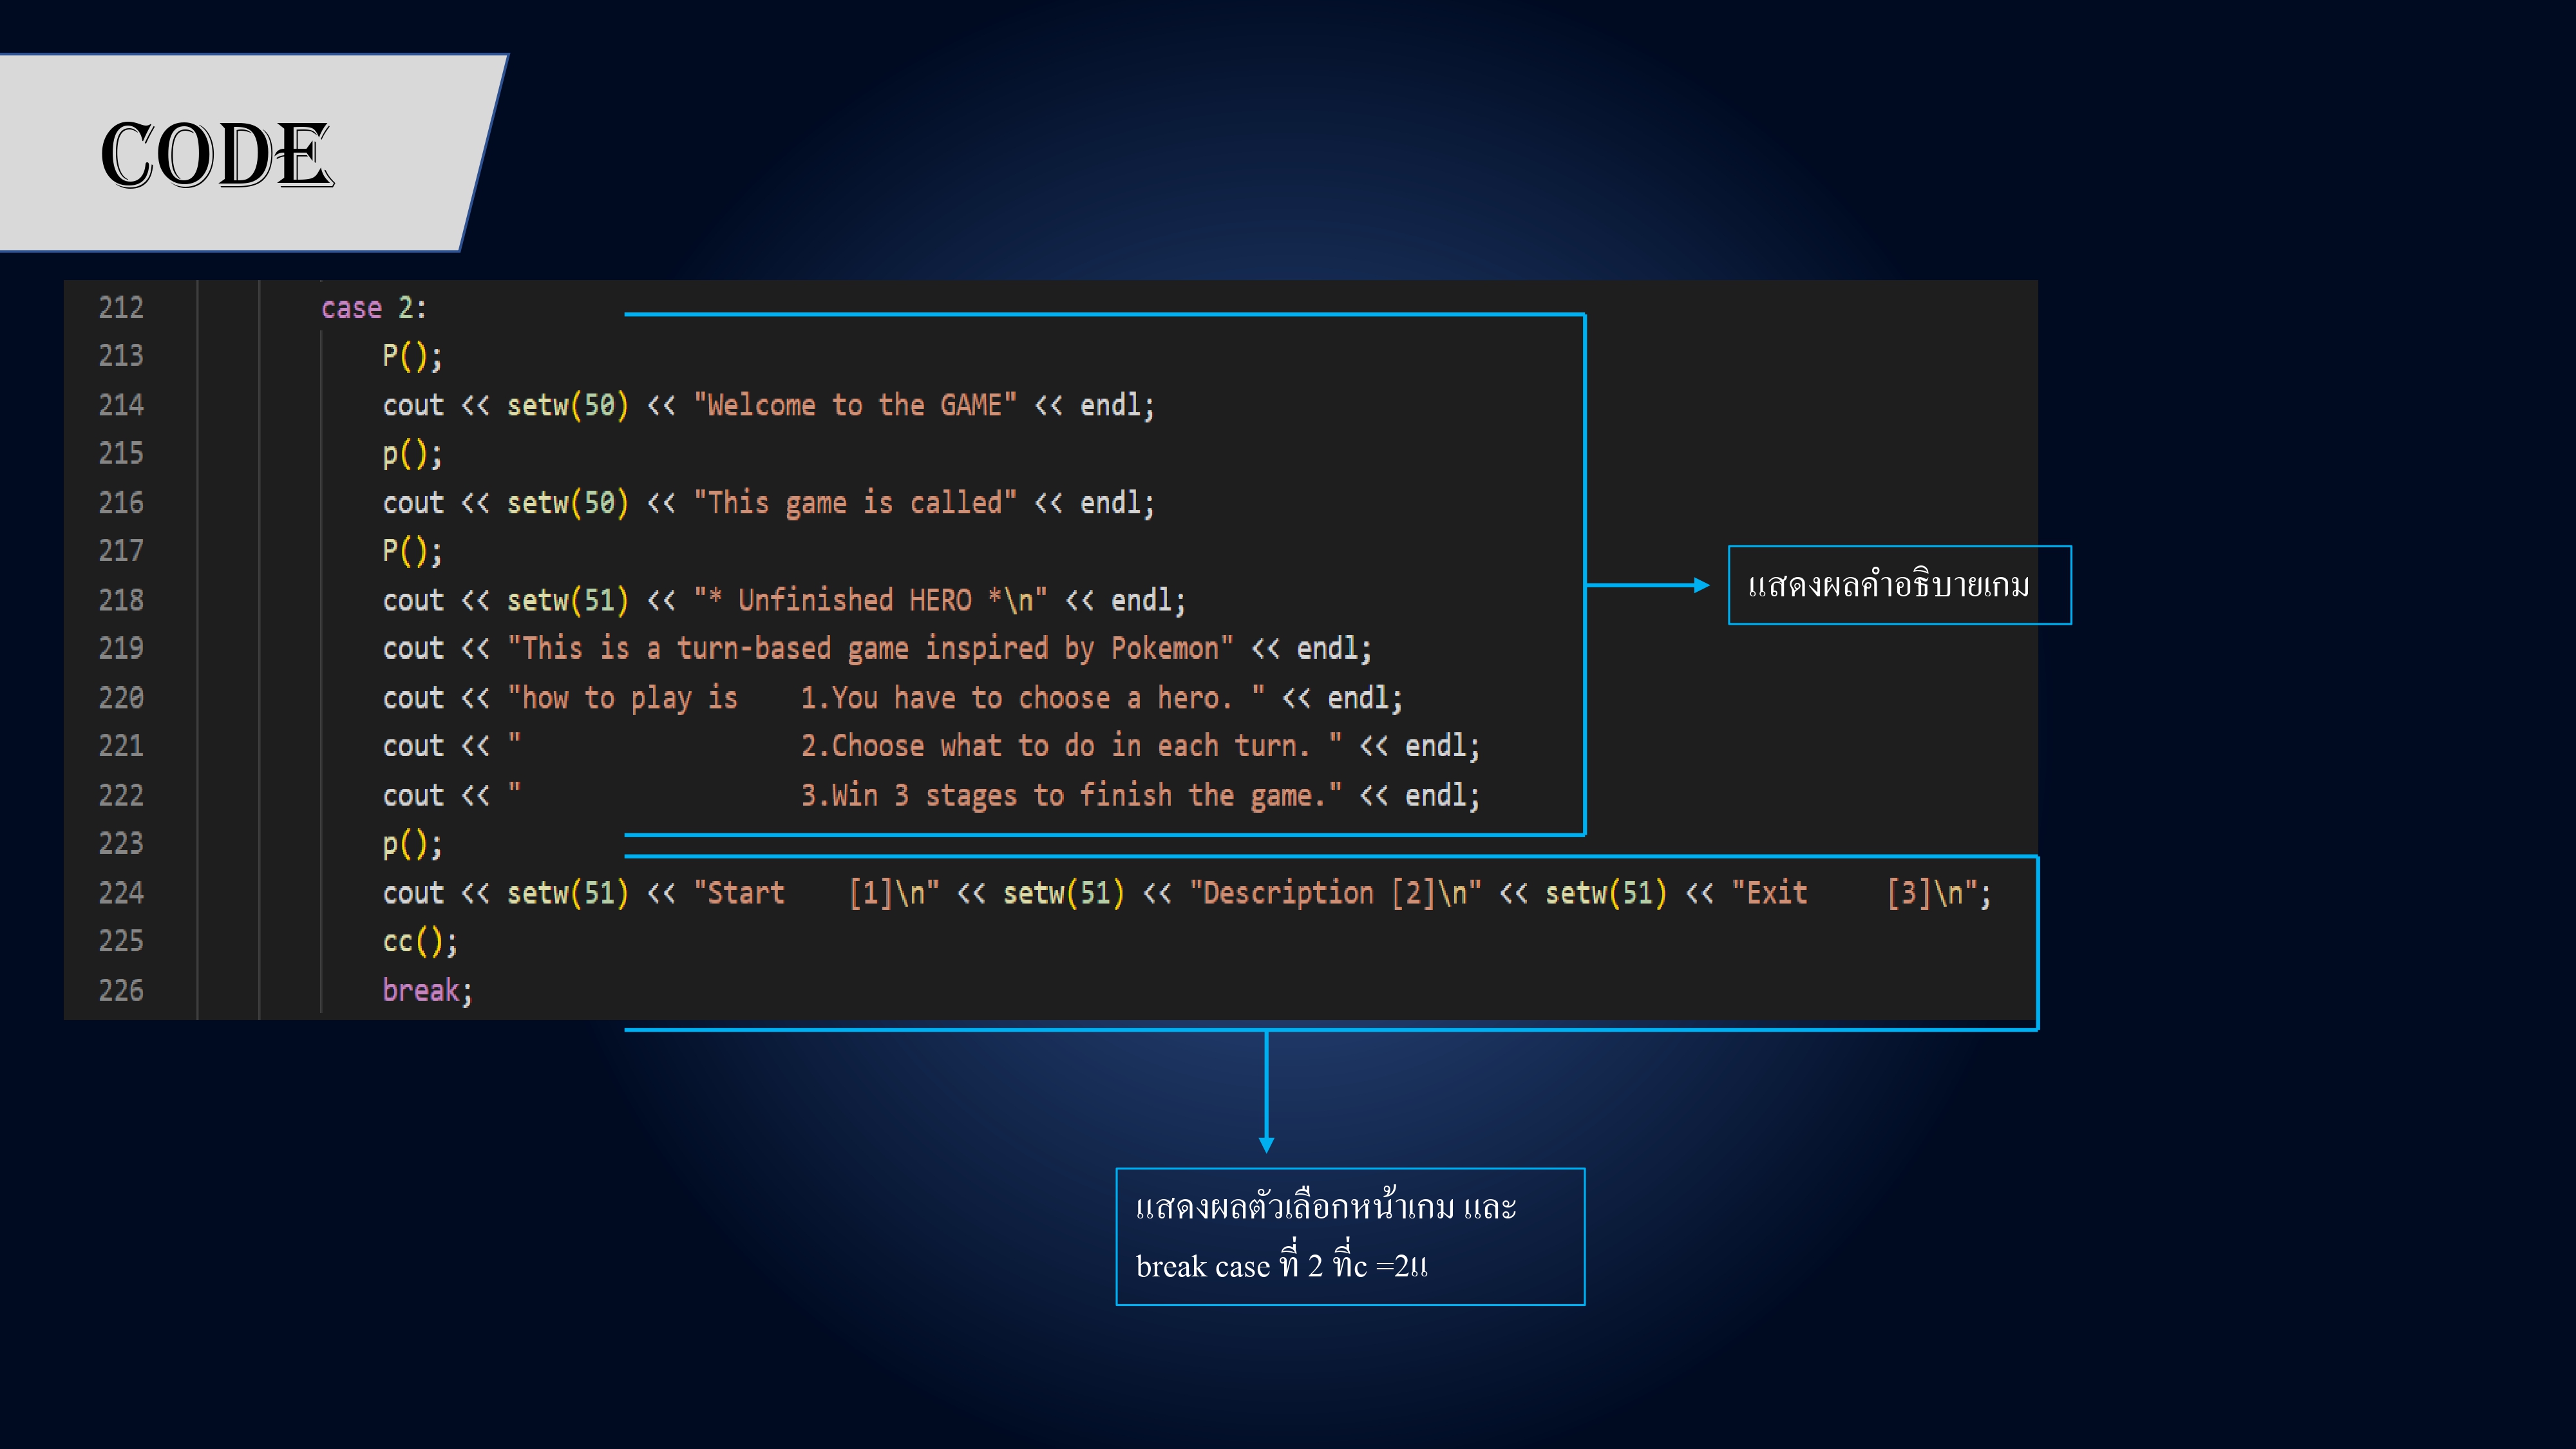 CODE
212 case 2:
213 P();
214 cout << setw(50) << "Welcome to the GAME" << endl;
215 p();
216 cout << setw(50) << "This game is called" << endl;
217 P();
218 cout << setw(51) << "* Unfinished HERO *\n" << endl;
219 cout << "This is a turn-based game inspired by Pokemon" << endl;
220 cout << "how to play is    1.You have to choose a hero. " << endl;
221 cout << "                  2.Choose what to do in each turn. " << endl;
222 cout << "                  3.Win 3 stages to finish the game." << endl;
223 p();
224 cout << setw(51) << "Start    [1]\n" << setw(51) << "Description [2]\n" << setw(51) << "Exit     [3]\n";
225 cc();
226 break;
แสดงผลคำอธิบายเกม
แสดงผลตัวเลือกหน้าเกม และ
break case ที่ 2 ที่c =2แ